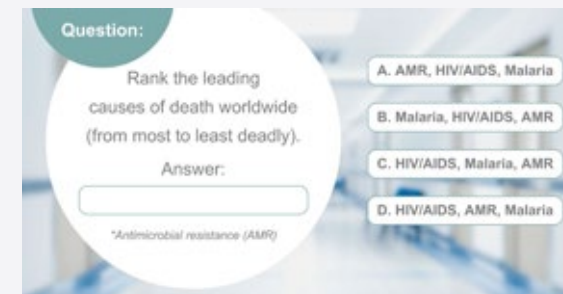 Question:
Rank the leading
causes of death worldwide
(from most to least deadly).
Answer:
*Antimicrobial resistance (AMR)
A. AMR, HIV/AIDS, Malaria
B. Malaria, HIV/AIDS, AMR
C. HIV/AIDS, Malaria, AMR
D. HIV/AIDS, AMR, Malaria